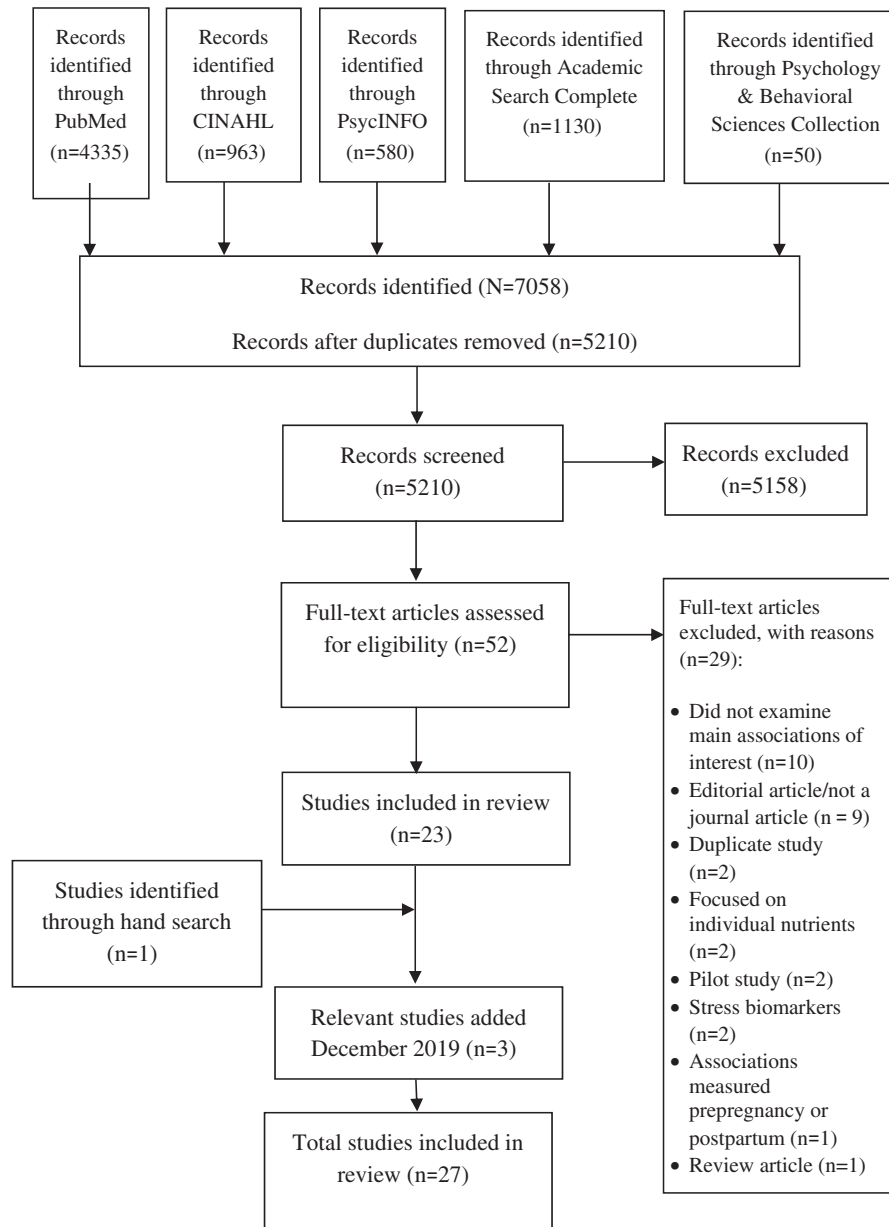 Records
identified
through
PubMed
(n=4335)
Records
identified
through
CINAHL
(n=963)
Records
identified
through
PsycINFO
(n=580)
Records identified
through Academic
Search Complete
(n=1130)
Records identified
through Psychology
& Behavioral
Sciences Collection
(n=50)
Records identified (N=7058)
Records after duplicates removed (n=5210)
Records screened
(n=5210)
Records excluded
(n=5158)
Full-text articles assessed
for eligibility (n=52)
Full-text articles
excluded, with reasons
(n=29):
• Did not examine
main associations of
interest (n=10)
• Editorial article/not a
journal article (n = 9)
• Duplicate study
(n=2)
• Focused on
individual nutrients
(n=2)
• Pilot study (n=2)
• Stress biomarkers
(n=2)
• Associations
measured
prepregnancy or
postpartum (n=1)
• Review article (n=1)
Studies included in review
(n=23)
Studies identified
through hand search
(n=1)
Relevant studies added
December 2019 (n=3)
Total studies included in
review (n=27)